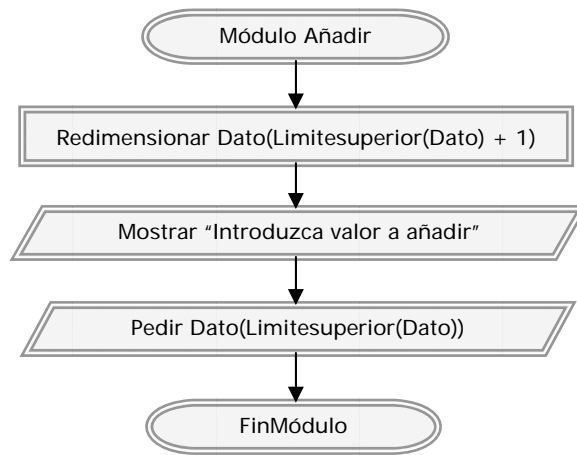 Módulo Añadir
Redimensionar Dato(Limitesuperior(Dato) + 1)
Mostrar “Introduzca valor a añadir”
Pedir Dato(Limitesuperior(Dato))
FinMódulo